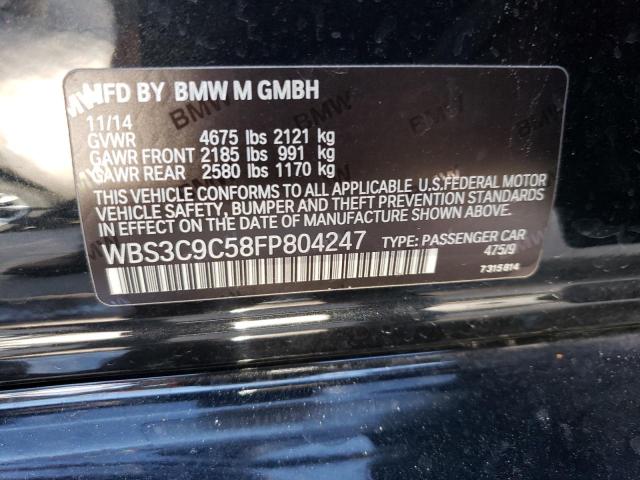 MFD BY BMW M GMBH
11/14
GVWR 4675 lbs 2121 kg
GAWR FRONT 2185 lbs 991 kg
GAWR REAR 2580 lbs 1170 kg
THIS VEHICLE CONFORMS TO ALL APPLICABLE U.S.FEDERAL MOTOR
VEHICLE SAFETY, BUMPER AND THEFT PREVENTION STANDARDS
IN EFFECT ON THE DATE OF MANUFACTURE SHOWN ABOVE.
WBS3C9C58FP804247 TYPE: PASSENGER CAR
475/9
7315814